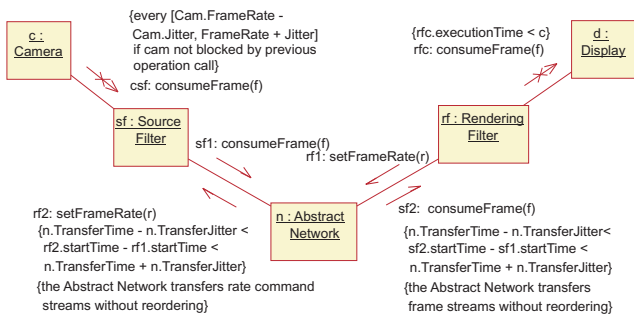 c :
Camera
{every [Cam.FrameRate -
Cam.Jitter, FrameRate + Jitter]
if cam not blocked by previous
operation call}
csf: consumeFrame(f)
{rfc.executionTime < c}
rfc: consumeFrame(f)
d :
Display
sf : Source
Filter
sf1: consumeFrame(f)
rf1: setFrameRate(r)
rf : Rendering
Filter
n : Abstract
Network
rf2: setFrameRate(r)
{n.TransferTime - n.TransferJitter <
rf2.startTime - rf1.startTime <
n.TransferTime + n.TransferJitter}
{the Abstract Network transfers rate command
streams without reordering}
sf2: consumeFrame(f)
{n.TransferTime - n.TransferJitter<
sf2.startTime - sf1.startTime <
n.TransferTime + n.TransferJitter}
{the Abstract Network transfers
frame streams without reordering}